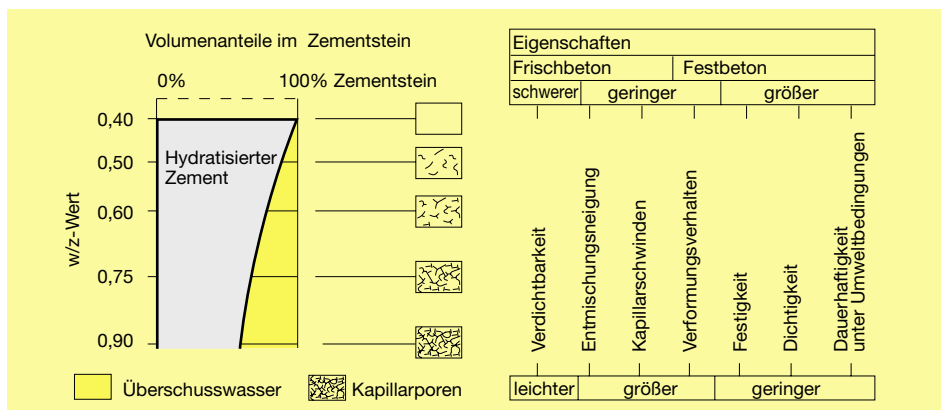 Volumenanteile im Zementstein
0% 100% Zementstein
0,40
0,50
0,60
0,75
0,90
w/z-Wert
Hydratisierter
Zement
Überschusswasser
Kapillarporen
Eigenschaften
Frischbeton Festbeton
schwerer geringer größer
Verdichtbarkeit
Entmischungsneigung
Kapillarschwinden
Verformungsverhalten
Festigkeit
Dichtigkeit
Dauerhaftigkeit
unter Umweltbedingungen
leichter größer geringer